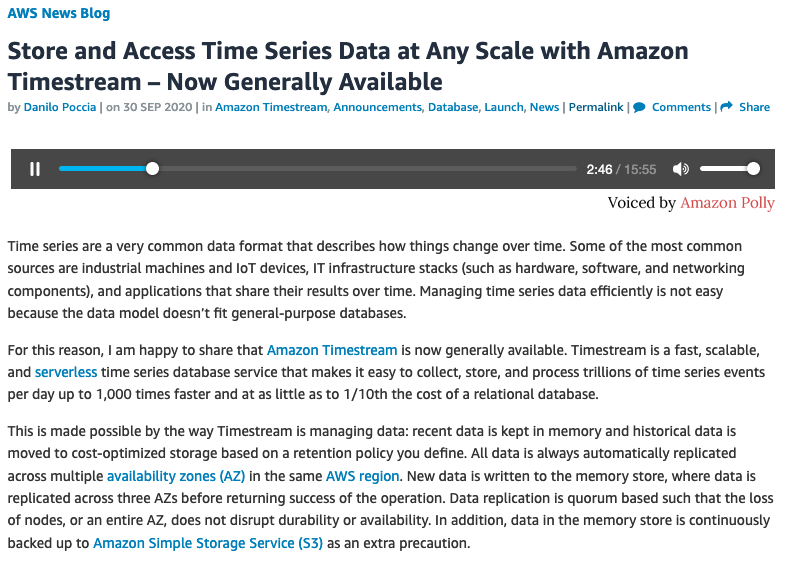 AWS News Blog
Store and Access Time Series Data at Any Scale with Amazon
Timestream – Now Generally Available
by Danilo Poccia | on 30 SEP 2020 | in Amazon Timestream, Announcements, Database, Launch, News | Permalink | Comments | Share
2:46 / 15:55
Voiced by Amazon Polly
Time series are a very common data format that describes how things change over time. Some of the most common
sources are industrial machines and IoT devices, IT infrastructure stacks (such as hardware, software, and networking
components), and applications that share their results over time. Managing time series data efficiently is not easy
because the data model doesn't fit general-purpose databases.
For this reason, I am happy to share that Amazon Timestream is now generally available. Timestream is a fast, scalable,
and serverless time series database service that makes it easy to collect, store, and process trillions of time series events
per day up to 1,000 times faster and at as little as to 1/10th the cost of a relational database.
This is made possible by the way Timestream is managing data: recent data is kept in memory and historical data is
moved to cost-optimized storage based on a retention policy you define. All data is always automatically replicated
across multiple availability zones (AZ) in the same AWS region. New data is written to the memory store, where data is
replicated across three AZs before returning success of the operation. Data replication is quorum based such that the loss
of nodes, or an entire AZ, does not disrupt durability or availability. In addition, data in the memory store is continuously
backed up to Amazon Simple Storage Service (S3) as an extra precaution.